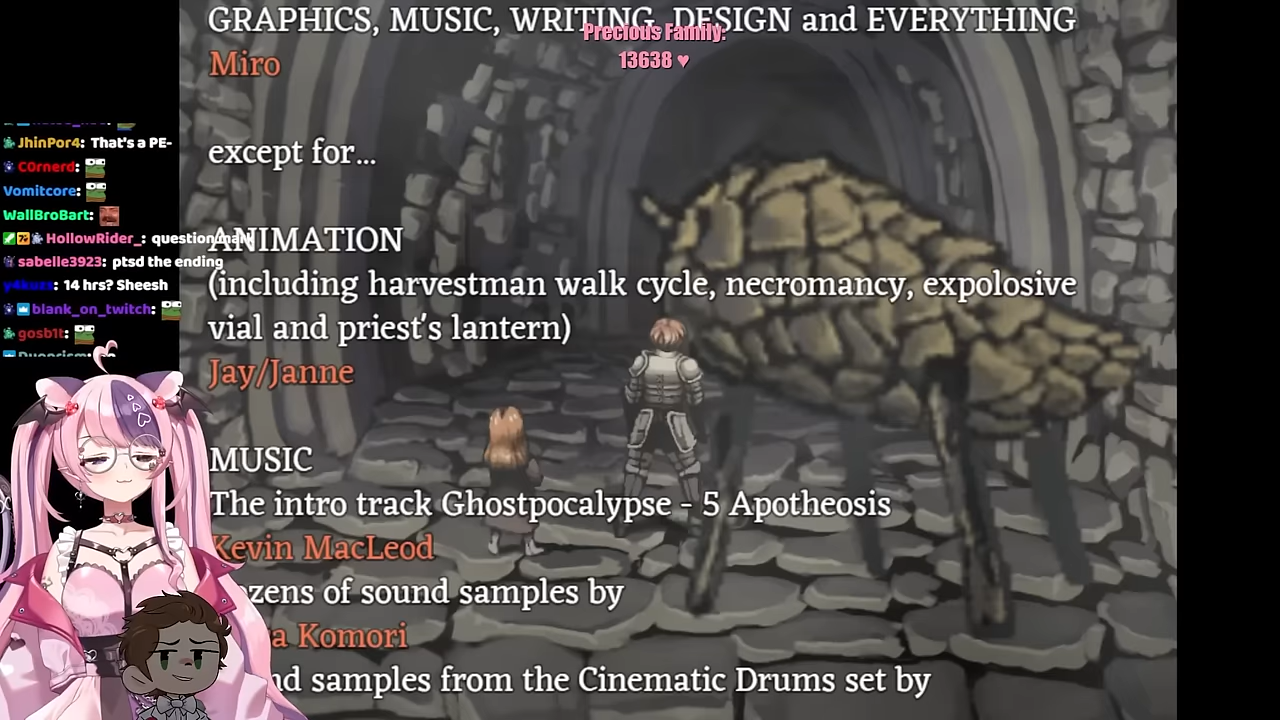 GRAPHICS, MUSIC, WRITING, DESIGN and EVERYTHING
Precious Family:
13638 ♥
Miro
except for...
ANIMATION
(including harvestman walk cycle, necromancy, expolosive
vial and priest's lantern)
Jay/Janne
MUSIC
The intro track Ghostpocalypse - 5 Apotheosis
Kevin MacLeod
ozens of sound samples by
a Komori
nd samples from the Cinematic Drums set by
JhinPor4: That's a PE-
C0rnerd:
Vomitcore:
WallBroBart:
HollowRider_: questionmark
sabelle3923: ptsd the ending
14 hrs? Sheesh
blank_on_twitch:
gosb1t: